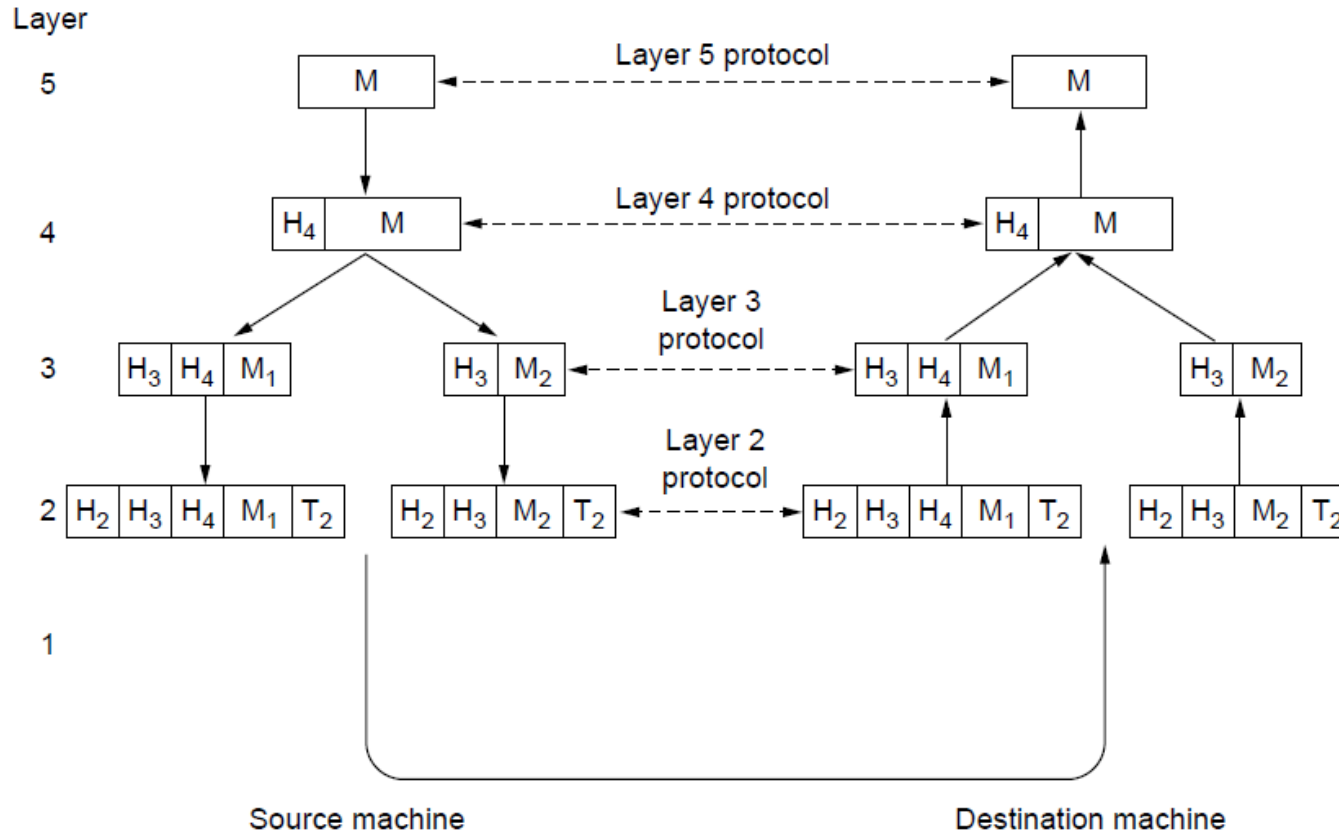 Layer
5 M Layer 5 protocol M
4 H₄ M Layer 4 protocol H₄ M
Layer 3
protocol
3 H₃ H₄ M₁ H₃ M₂ H₃ H₄ M₁ H₃ M₂
Layer 2
protocol
2 H₂ H₃ H₄ M₁ T₂ H₂ H₃ M₂ T₂ H₂ H₃ H₄ M₁ T₂ H₂ H₃ M₂ T₂
1
Source machine Destination machine